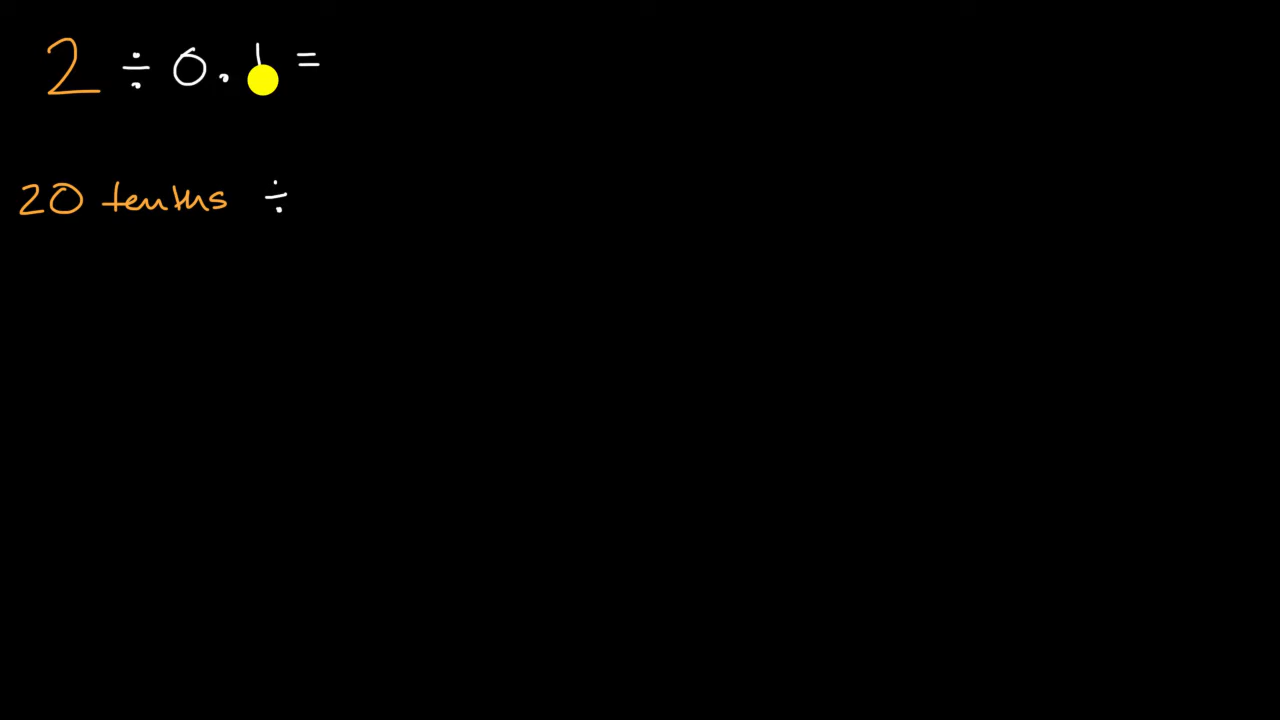 2 ÷ 0.1 =
20 tenths ÷